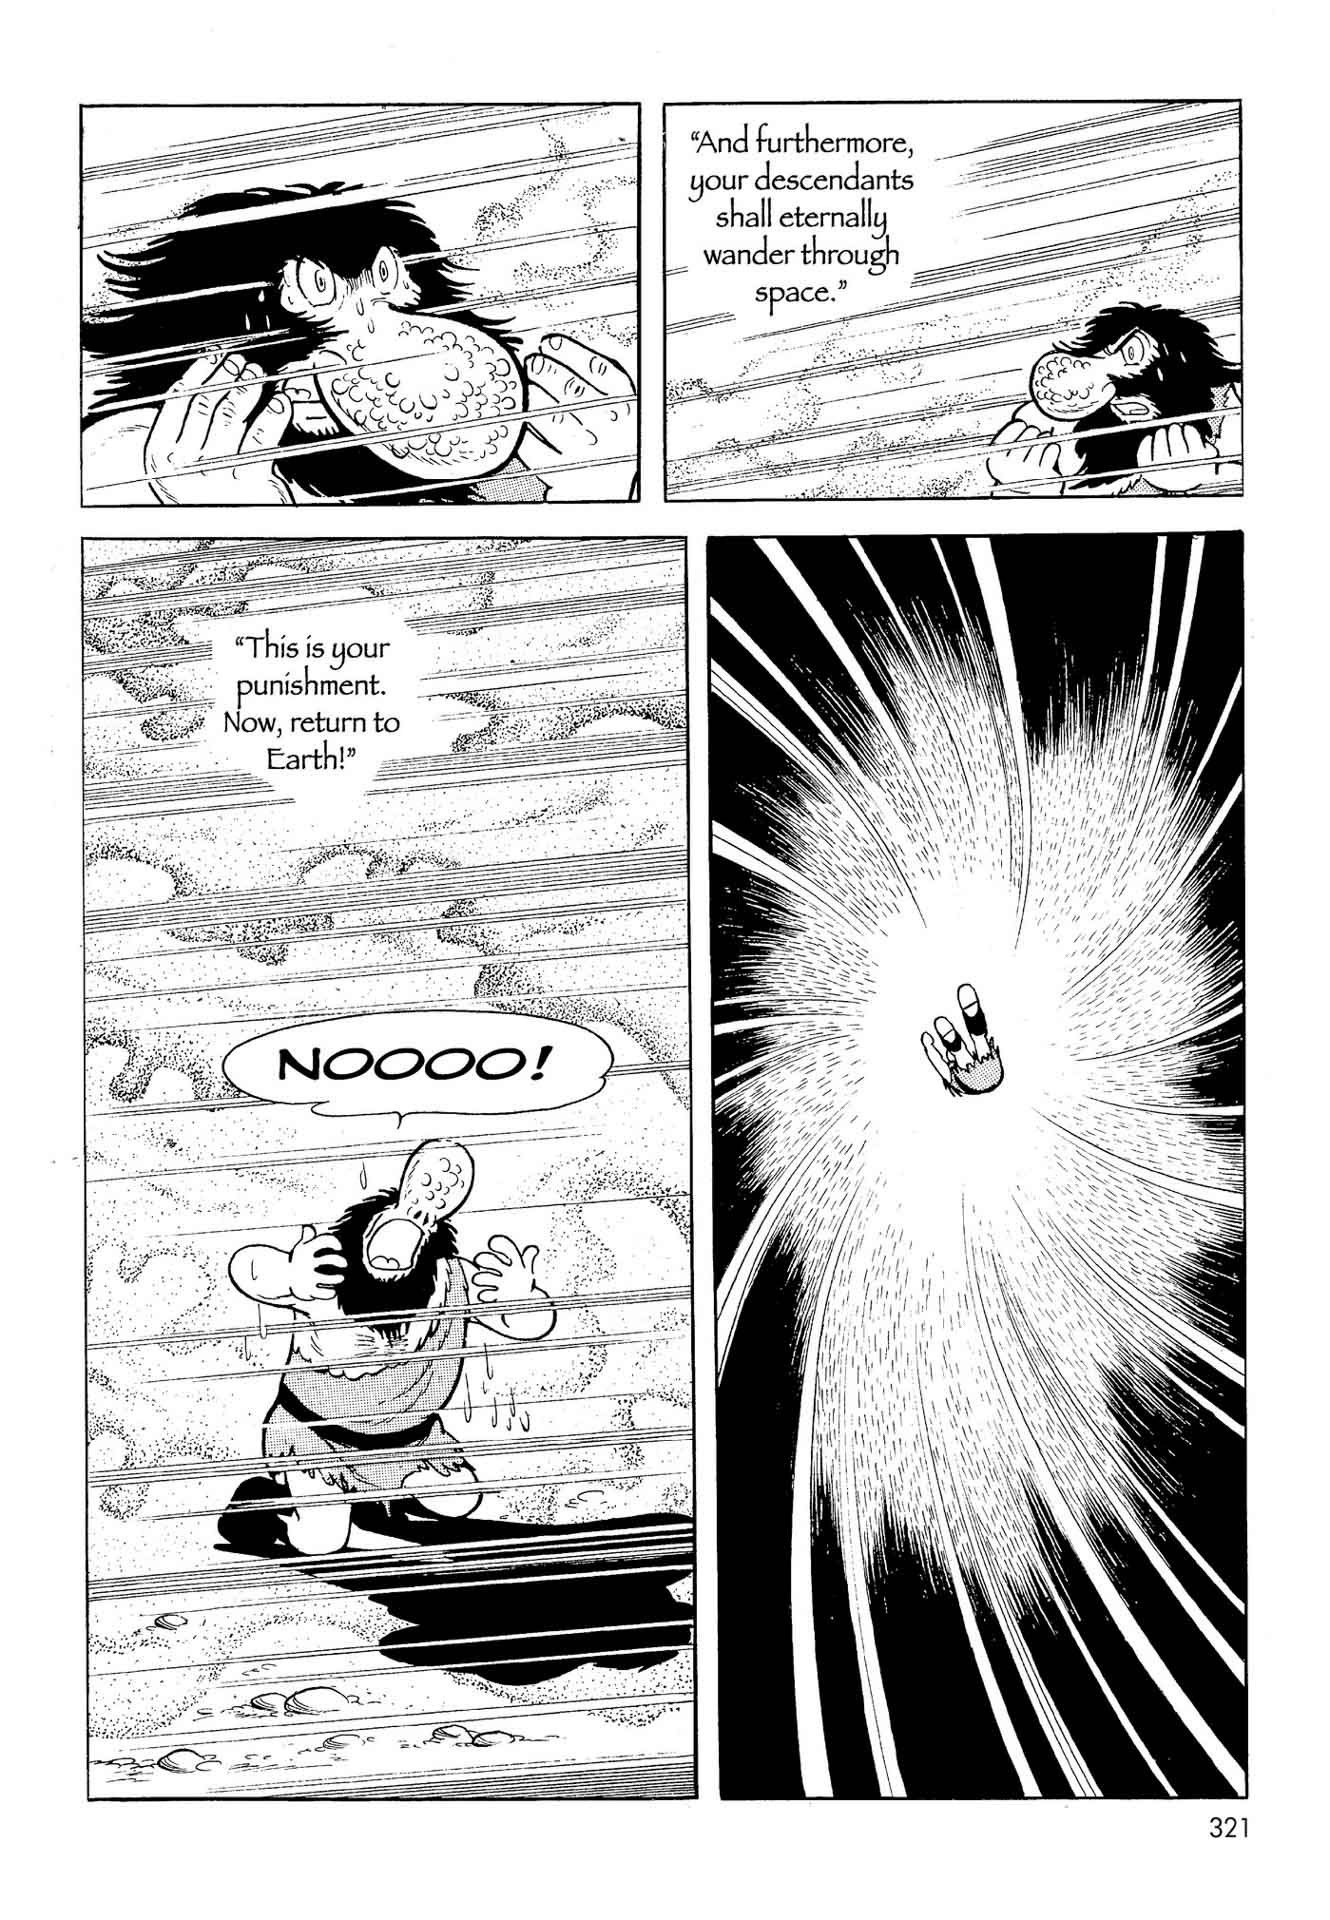 “And furthermore,
your descendants
shall eternally
wander through
space.”
“This is your
punishment.
Now, return to
Earth!”
NOOOO!
321